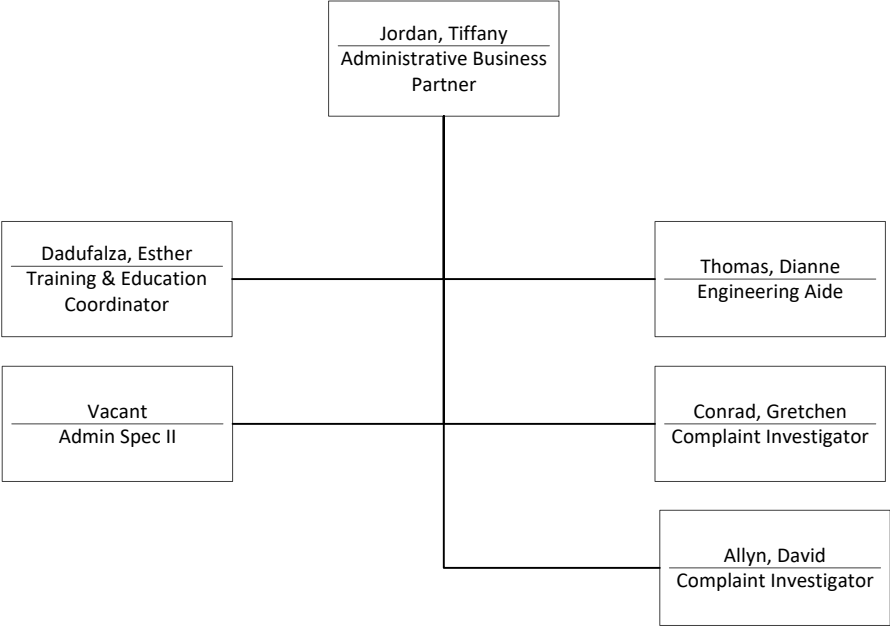 Jordan, Tiffany
Administrative Business
Partner
Dadufalza, Esther
Training & Education
Coordinator
Thomas, Dianne
Engineering Aide
Vacant
Admin Spec II
Conrad, Gretchen
Complaint Investigator
Allyn, David
Complaint Investigator